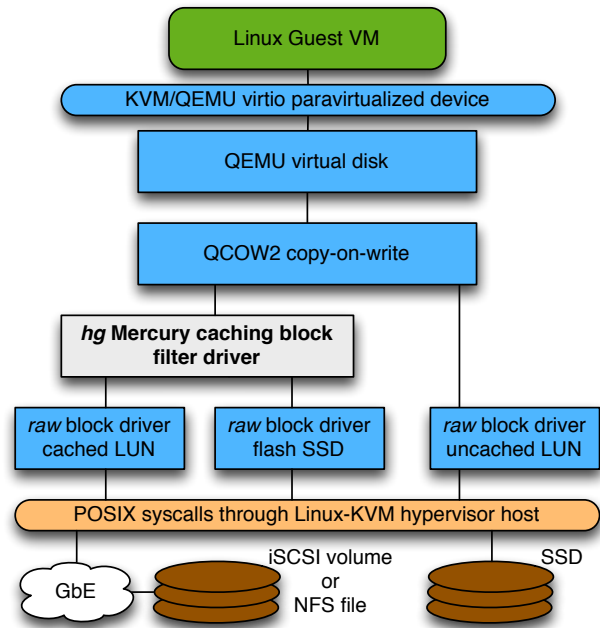 Linux Guest VM
KVM/QEMU virtio paravirtualized device
QEMU virtual disk
QCOW2 copy-on-write
hg Mercury caching block
filter driver
raw block driver
cached LUN
raw block driver
flash SSD
raw block driver
uncached LUN
POSIX syscalls through Linux-KVM hypervisor host
GbE
iSCSI volume
or
NFS file
SSD